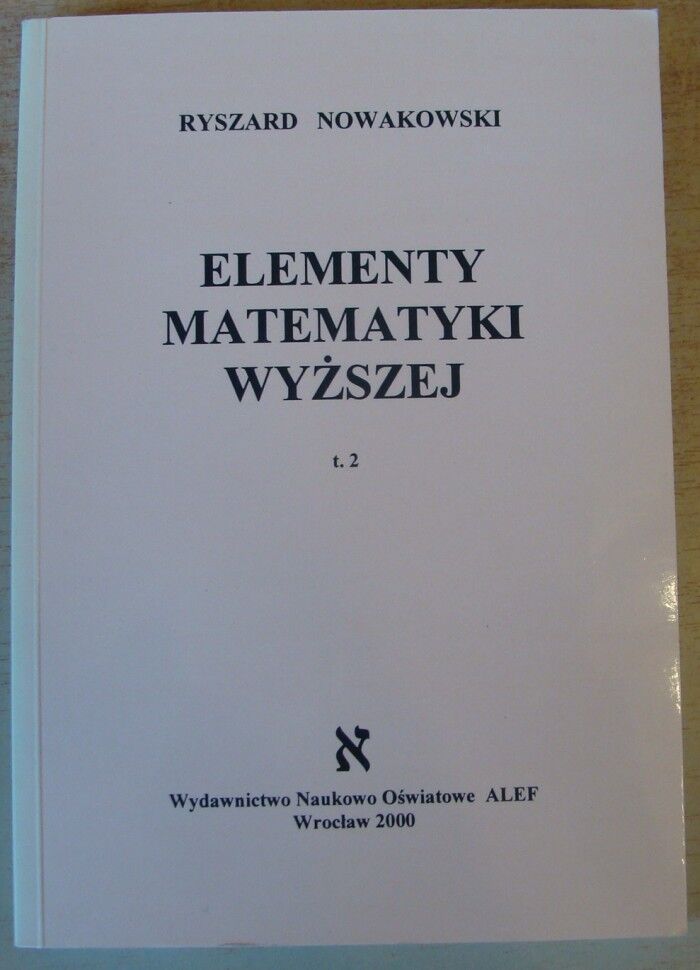 RYSZARD NOWAKOWSKI
ELEMENTY
MATEMATYKI
WYŻSZEJ
t. 2
א
Wydawnictwo Naukowo Oświatowe ALEF
Wrocław 2000